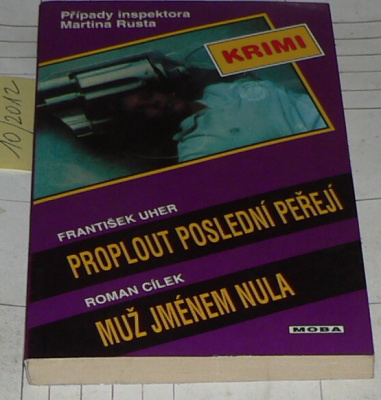 Případy inspektora
Martina Rusta
KRIMI
10/2012
FRANTIŠEK UHER
PROPLOUT POSLEDNÍ PEŘEJÍ
ROMAN CÍLEK
MUŽ JMÉNEM NULA
MOBA